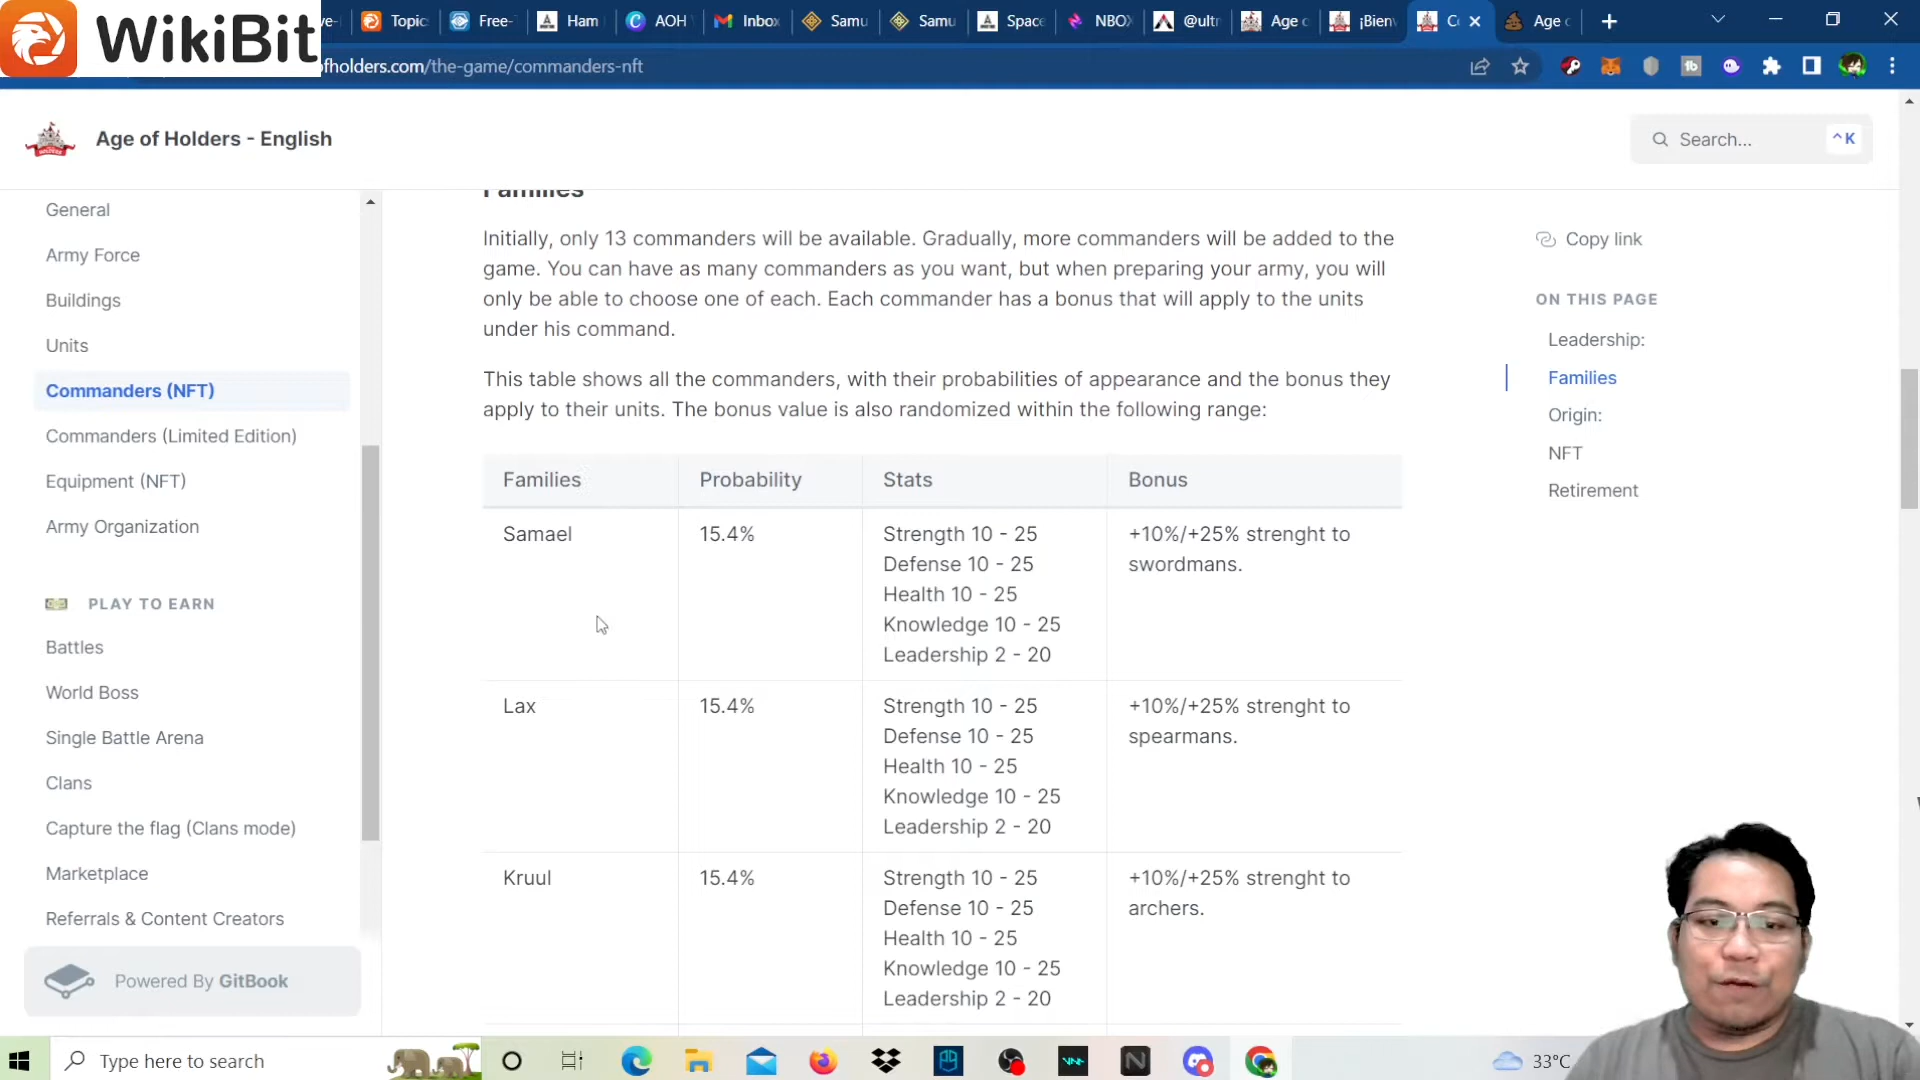 WikiBit
ve-
Topic
Free-
Ham
AOH
Inbox
Samu
Samu
Space
NBOX
@ultr
Age c
¡Bien
Co
Age c
ofholders.com/the-game/commanders-nft
Age of Holders - English
Search...
^K
General
Army Force
Buildings
Units
Commanders (NFT)
Commanders (Limited Edition)
Equipment (NFT)
Army Organization
PLAY TO EARN
Battles
World Boss
Single Battle Arena
Clans
Capture the flag (Clans mode)
Marketplace
Referrals & Content Creators
Powered By GitBook
Families
Initially, only 13 commanders will be available. Gradually, more commanders will be added to the
game. You can have as many commanders as you want, but when preparing your army, you will
only be able to choose one of each. Each commander has a bonus that will apply to the units
under his command.
This table shows all the commanders, with their probabilities of appearance and the bonus they
apply to their units. The bonus value is also randomized within the following range:
Families Probability Stats Bonus
Samael 15.4% Strength 10 - 25 +10%/+25% strenght to
Defense 10 - 25 swordmans.
Health 10 - 25
Knowledge 10 - 25
Leadership 2 - 20
Lax 15.4% Strength 10 - 25 +10%/+25% strenght to
Defense 10 - 25 spearmans.
Health 10 - 25
Knowledge 10 - 25
Leadership 2 - 20
Kruul 15.4% Strength 10 - 25 +10%/+25% strenght to
Defense 10 - 25 archers.
Health 10 - 25
Knowledge 10 - 25
Leadership 2 - 20
Copy link
ON THIS PAGE
Leadership:
Families
Origin:
NFT
Retirement
Type here to search
33°C